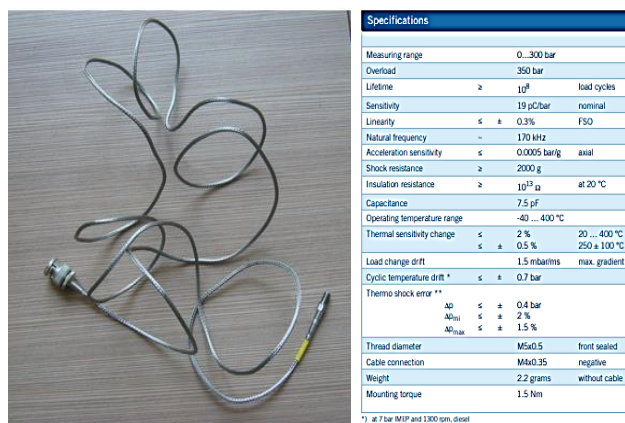 Specifications
Measuring range 0...300 bar
Overload 350 bar
Lifetime ≥ 10⁸ load cycles
Sensitivity 19 pC/bar nominal
Linearity ≤ ± 0.3% FSO
Natural frequency ~ 170 kHz
Acceleration sensitivity ≤ 0.0005 bar/g axial
Shock resistance ≥ 2000 g
Insulation resistance ≥ 10¹³ Ω at 20 °C
Capacitance 7.5 pF
Operating temperature range -40 ... 400 °C
Thermal sensitivity change ≤ 2 % 20 ... 400 °C
≤ ± 0.5 % 250 ± 100 °C
Load change drift 1.5 mbar/ms max. gradient
Cyclic temperature drift * ≤ ± 0.7 bar
Thermo shock error **
Δp ≤ ± 0.4 bar
Δpmi ≤ ± 2 %
Δpmax ≤ ± 1.5 %
Thread diameter M5x0.5 front sealed
Cable connection M4x0.35 negative
Weight 2.2 grams without cable
Mounting torque 1.5 Nm
*) at 7 bar IMEP and 1300 rpm, diesel